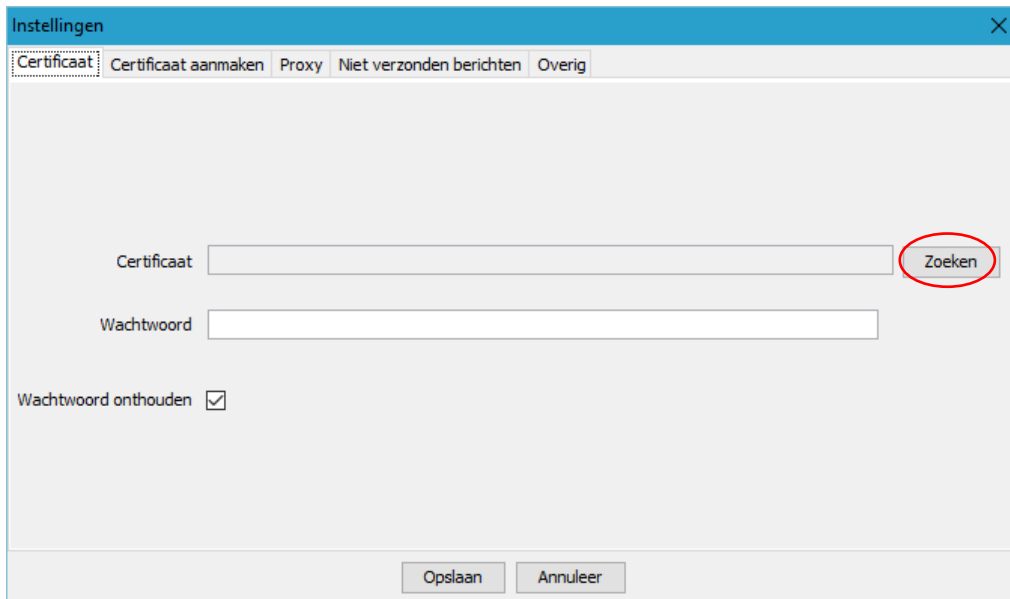 Instellingen
Certificaat Certificaat aanmaken Proxy Niet verzonden berichten Overig
Certificaat Zoeken
Wachtwoord
Wachtwoord onthouden
Opslaan Annuleer